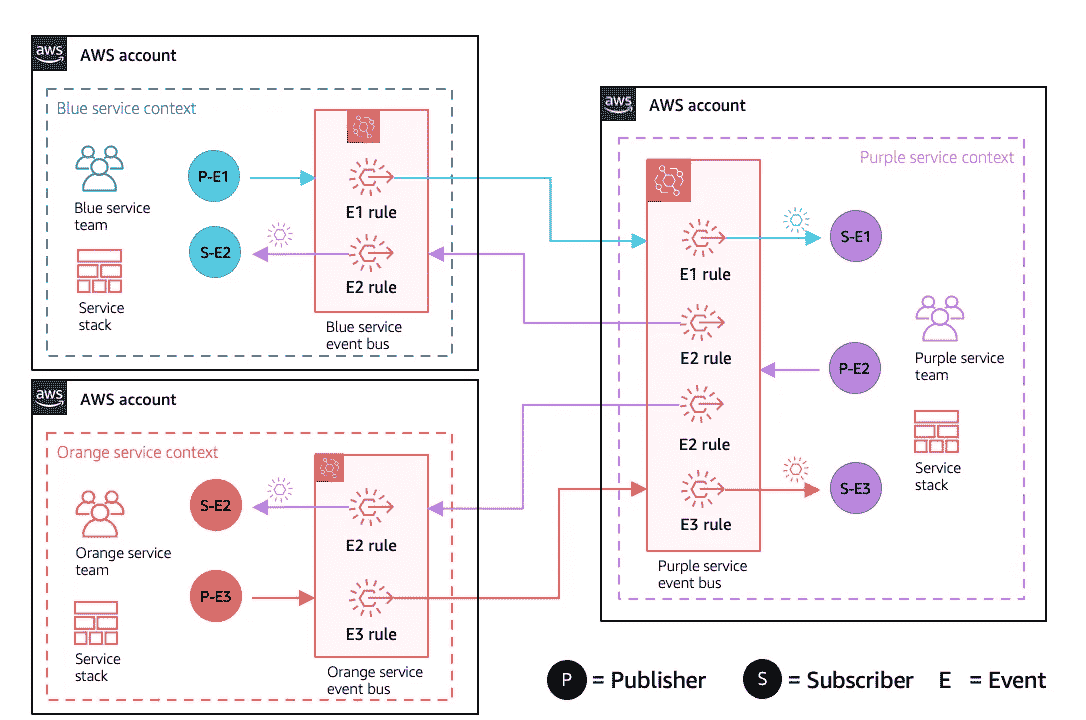 aws
AWS account
Blue service context
Blue service
team
Service
stack
P-E1
S-E2
E1 rule
E2 rule
Blue service
event bus
aws
AWS account
Orange service context
Orange service
team
Service
stack
S-E2
P-E3
E2 rule
E3 rule
Orange service
event bus
aws
AWS account
Purple service context
E1 rule
E2 rule
E2 rule
E3 rule
Purple service
event bus
S-E1
P-E2
S-E3
Purple service
team
Service
stack
P = Publisher
S = Subscriber
E = Event